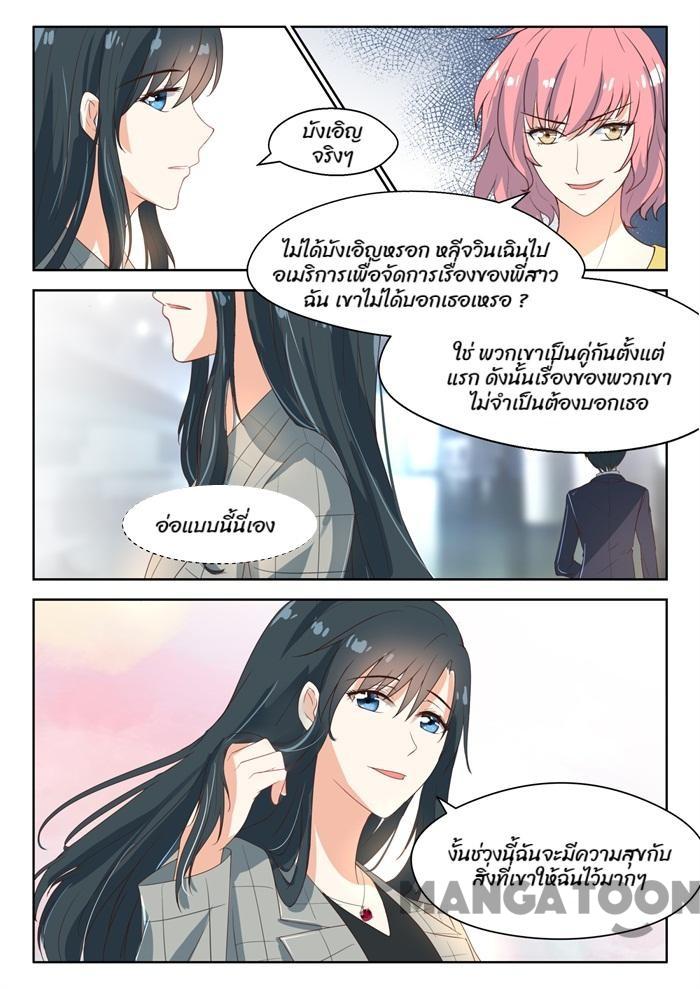 บังเอิญ
จริงๆ
ไม่ได้บังเอิญหรอก หลี่จวินเฉินไป
อเมริการเพื่อจัดการเรื่องของพี่สาว
ฉัน เขาไม่ได้บอกเธอเหรอ ?
ใช่ พวกเขาเป็นคู่กันตั้งแต่
แรก ดังนั้นเรื่องของพวกเขา
ไม่จำเป็นต้องบอกเธอ
อ่อแบบนี้นี่เอง
งั้นช่วงนี้ฉันจะมีความสุขกับ
สิ่งที่เขาให้ฉันไว้มากๆ
MANGATOON